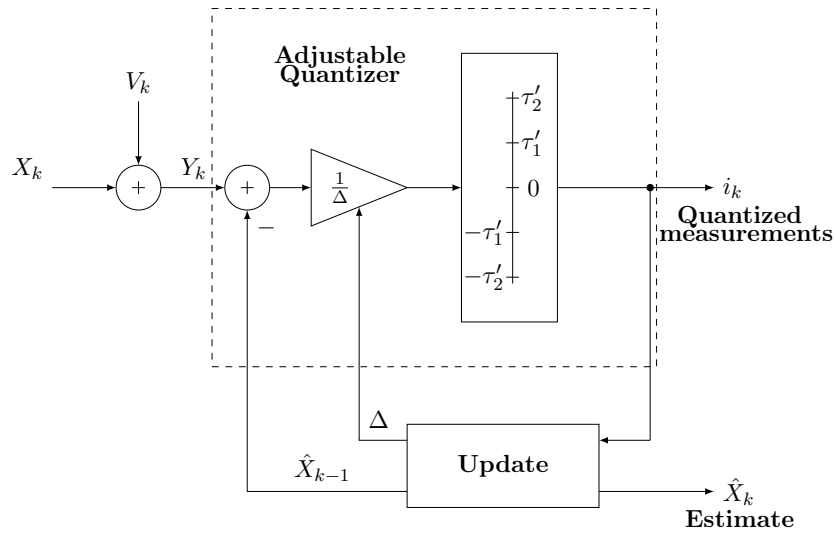 Adjustable
Quantizer
V_k
X_k
+
Y_k
+
−
1/Δ
τ′_2
τ′_1
0
−τ′_1
−τ′_2
i_k
Quantized
measurements
Δ
X̂_{k−1}
Update
X̂_k
Estimate